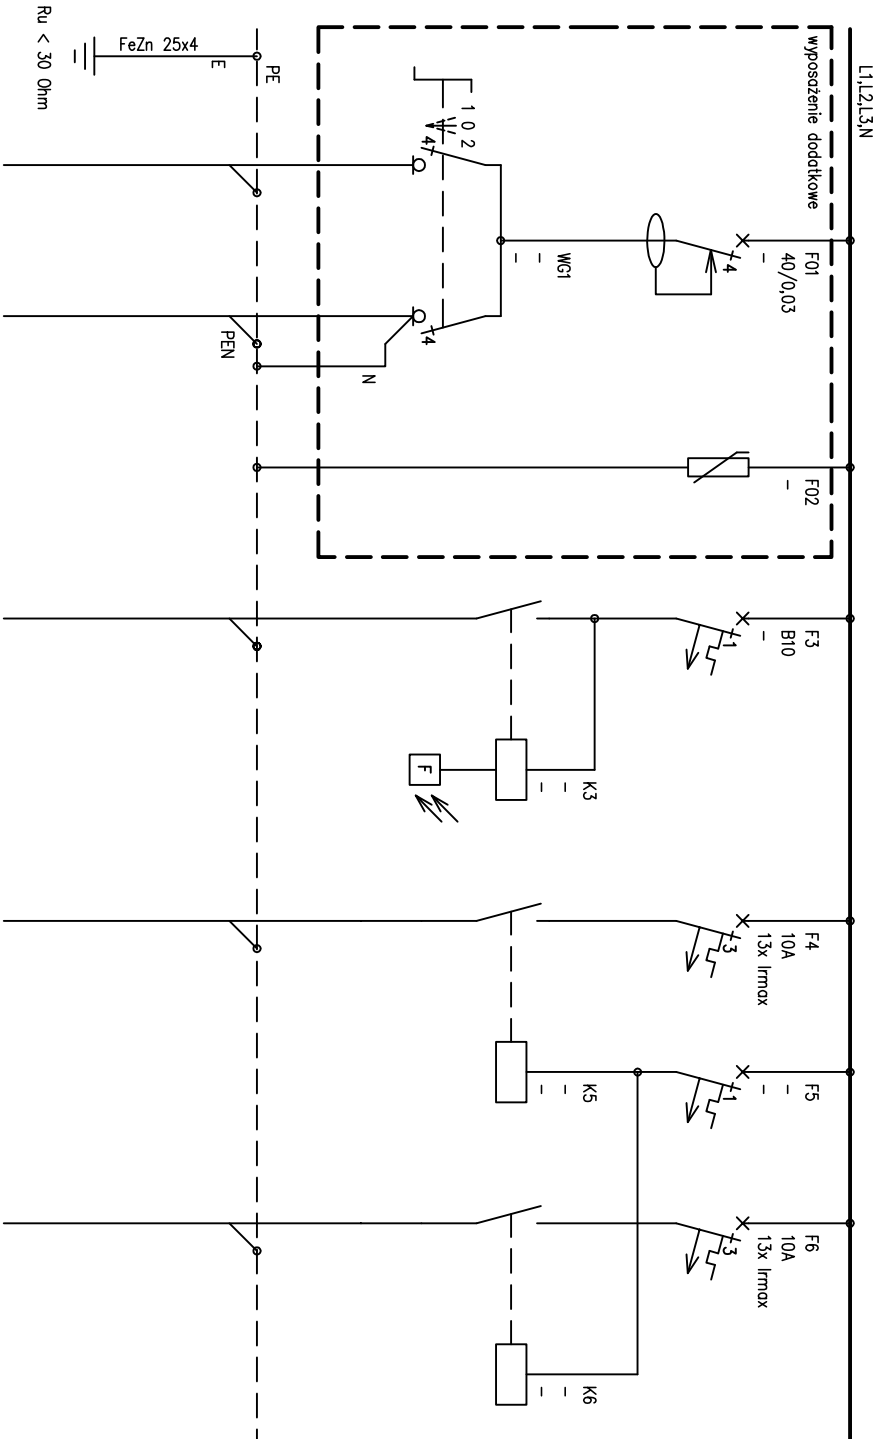 L1,L2,L3,N
wyposażenie dodatkowe
F01
40/0,03
-
4
WG1
-
-
1 0 2
4
4
F02
-
F3
B10
-
1
K3
-
-
F
F4
10A
13x Irmax
3
F5
-
-
1
K5
-
-
F6
10A
13x Irmax
3
K6
-
-
PE
E
FeZn 25x4
PEN
N
Ru < 30 Ohm